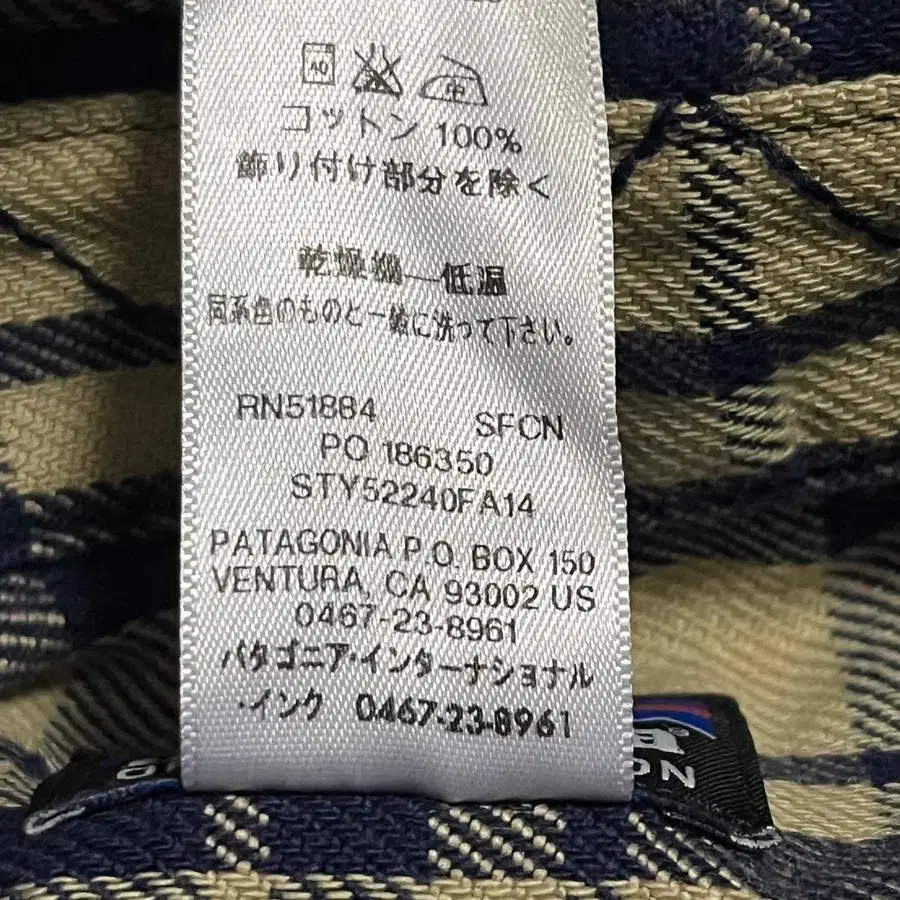 40
中
コットン 100%
飾り付け部分を除く
乾燥機—低温
同系色のものと一緒に洗って下さい。
RN51884 SFCN
PO 186350
STY52240FA14
PATAGONIA P.O. BOX 150
VENTURA, CA 93002 US
0467-23-8961
パタゴニア・インターナショナル
・インク 0467-23-8961